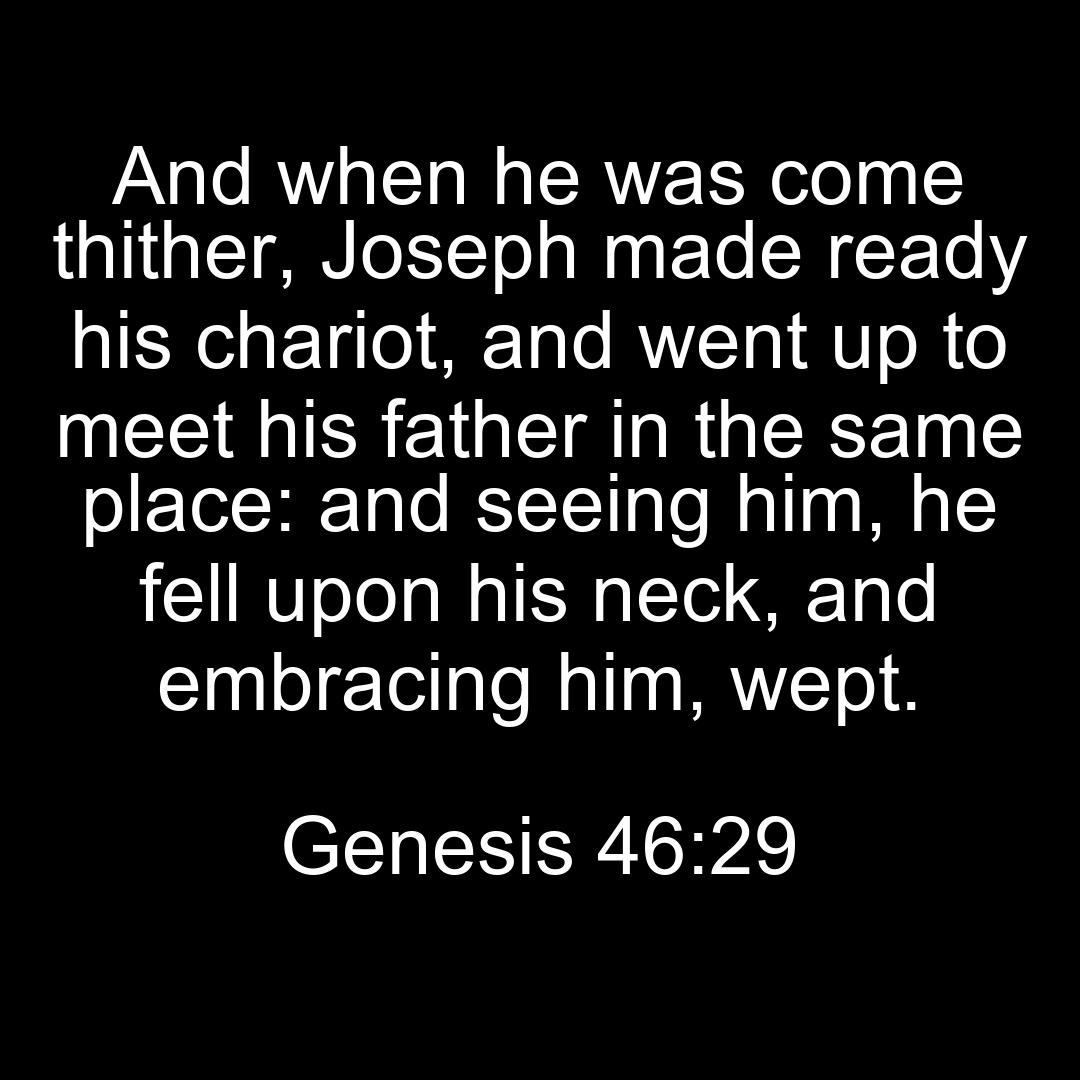 And when he was come
thither, Joseph made ready
his chariot, and went up to
meet his father in the same
place: and seeing him, he
fell upon his neck, and
embracing him, wept.
Genesis 46:29